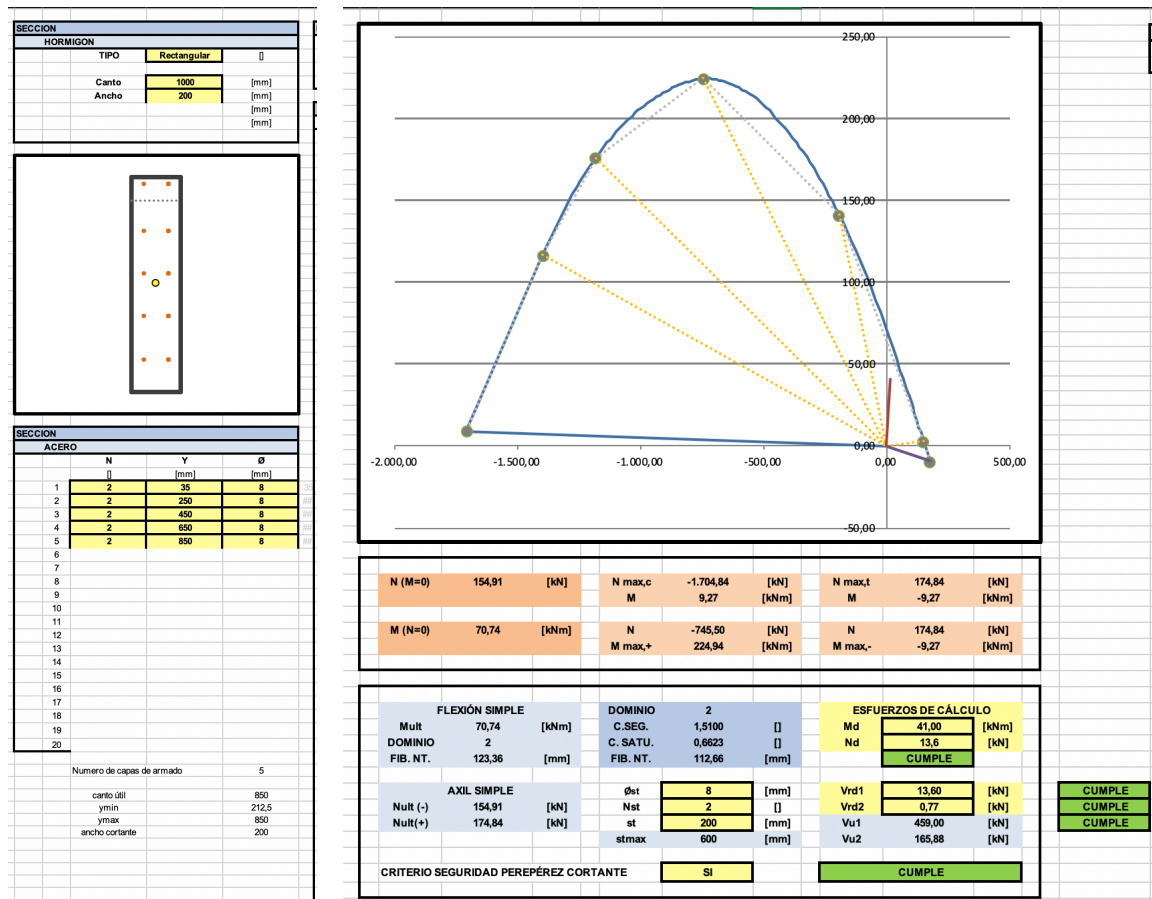 SECCION
HORMIGON
TIPO Rectangular []
Canto 1000 [mm]
Ancho 200 [mm]
[mm]
[mm]
SECCION
ACERO
N Y Ø
[] [mm] [mm]
1 2 35 8
2 2 250 8
3 2 450 8
4 2 650 8
5 2 850 8
6
7
8
9
10
11
12
13
14
15
16
17
18
19
20
Numero de capas de armado 5
canto útil 850
ymin 212,5
ymax 850
ancho cortante 200
250,00
200,00
150,00
100,00
50,00
0,00
-2.000,00 -1.500,00 -1.000,00 -500,00 0,00 500,00
-50,00
N (M=0) 154,91 [kN] N max,c -1.704,84 [kN] N max,t 174,84 [kN]
M 9,27 [kNm] M -9,27 [kNm]
M (N=0) 70,74 [kNm] N -745,50 [kN] N 174,84 [kN]
M max,+ 224,94 [kNm] M max,- -9,27 [kNm]
FLEXIÓN SIMPLE DOMINIO 2 ESFUERZOS DE CÁLCULO
Mult 70,74 [kNm] C.SEG. 1,5100 [] Md 41,00 [kNm]
DOMINIO 2 C. SATU. 0,6623 [] Nd 13,6 [kN]
FIB. NT. 123,36 [mm] FIB. NT. 112,66 [mm] CUMPLE
AXIL SIMPLE Øst 8 [mm] Vrd1 13,60 [kN] CUMPLE
Nult (-) 154,91 [kN] Nst 2 [] Vrd2 0,77 [kN] CUMPLE
Nult(+) 174,84 [kN] st 200 [mm] Vu1 459,00 [kN] CUMPLE
stmax 600 [mm] Vu2 165,88 [kN]
CRITERIO SEGURIDAD PEREPÉREZ CORTANTE SI CUMPLE